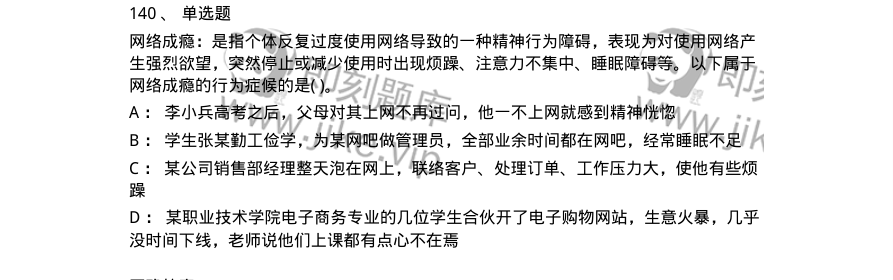 140 、 单选题
网络成瘾：是指个体反复过度使用网络导致的一种精神行为障碍，表现为对使用网络产
生强烈欲望，突然停止或减少使用时出现烦躁、注意力不集中、睡眠障碍等。以下属于
网络成瘾的行为症候的是( )。
A ： 李小兵高考之后，父母对其上网不再过问，他一不上网就感到精神恍惚
B ： 学生张某勤工俭学，为某网吧做管理员，全部业余时间都在网吧，经常睡眠不足
C ： 某公司销售部经理整天泡在网上，联络客户、处理订单、工作压力大，使他有些烦
躁
D ： 某职业技术学院电子商务专业的几位学生合伙开了电子购物网站，生意火暴，几乎
没时间下线，老师说他们上课都有点心不在焉
即刻题库
www.jikc.vip